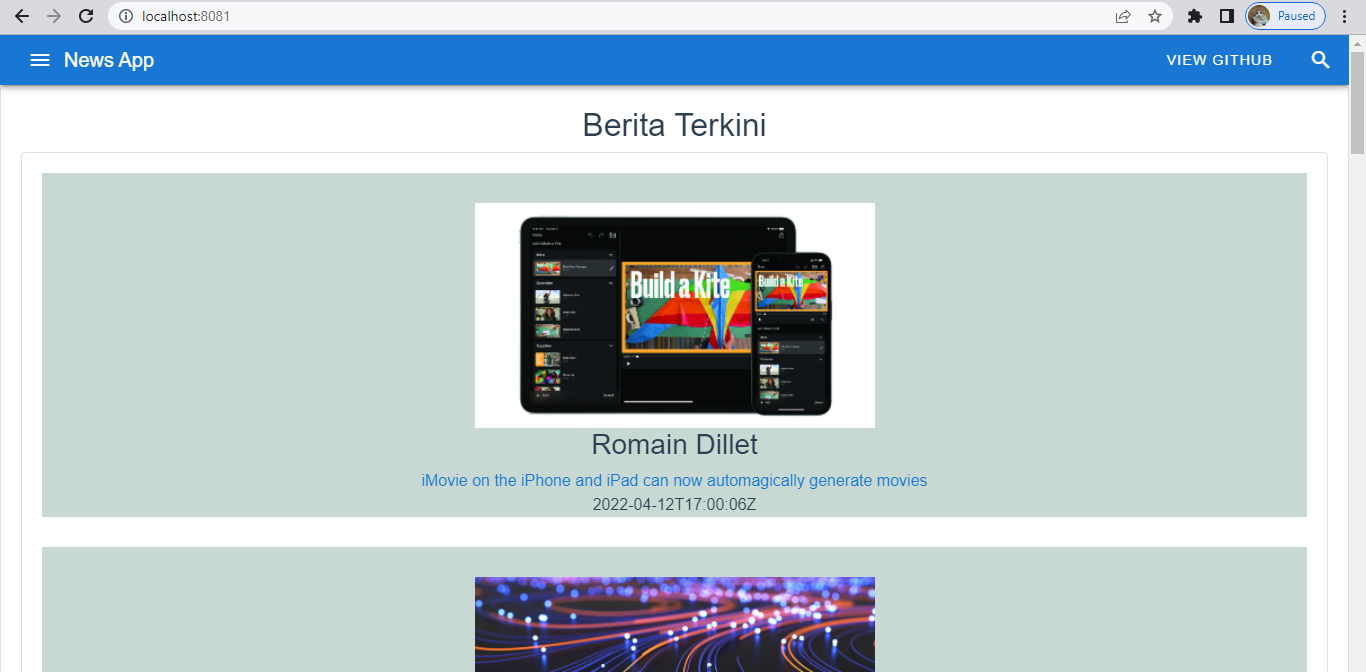 localhost:8081
Paused
News App
VIEW GITHUB
Berita Terkini
Build a Kite
Build a Kite
Romain Dillet
iMovie on the iPhone and iPad can now automagically generate movies
2022-04-12T17:00:06Z